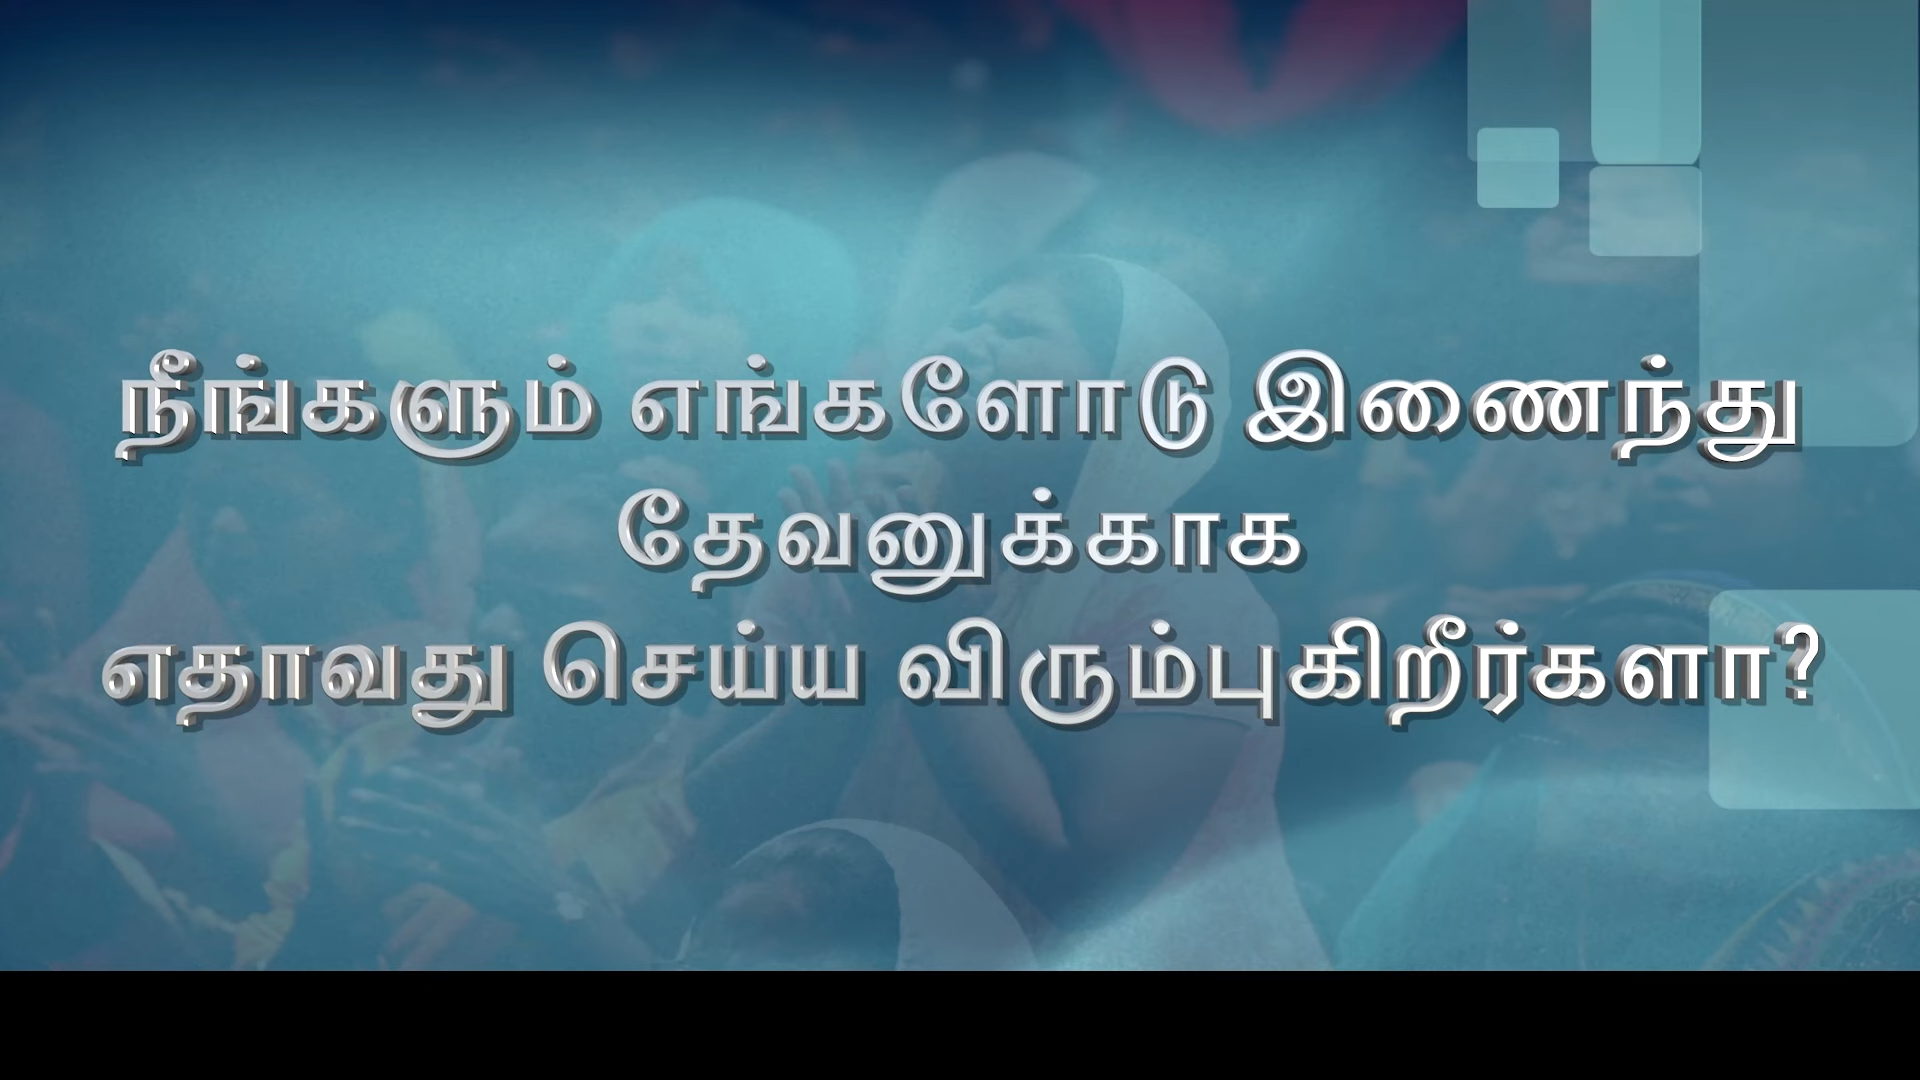 நீங்களும் எங்களோடு இணைந்து
தேவனுக்காக
எதாவது செய்ய விரும்புகிறீர்களா?